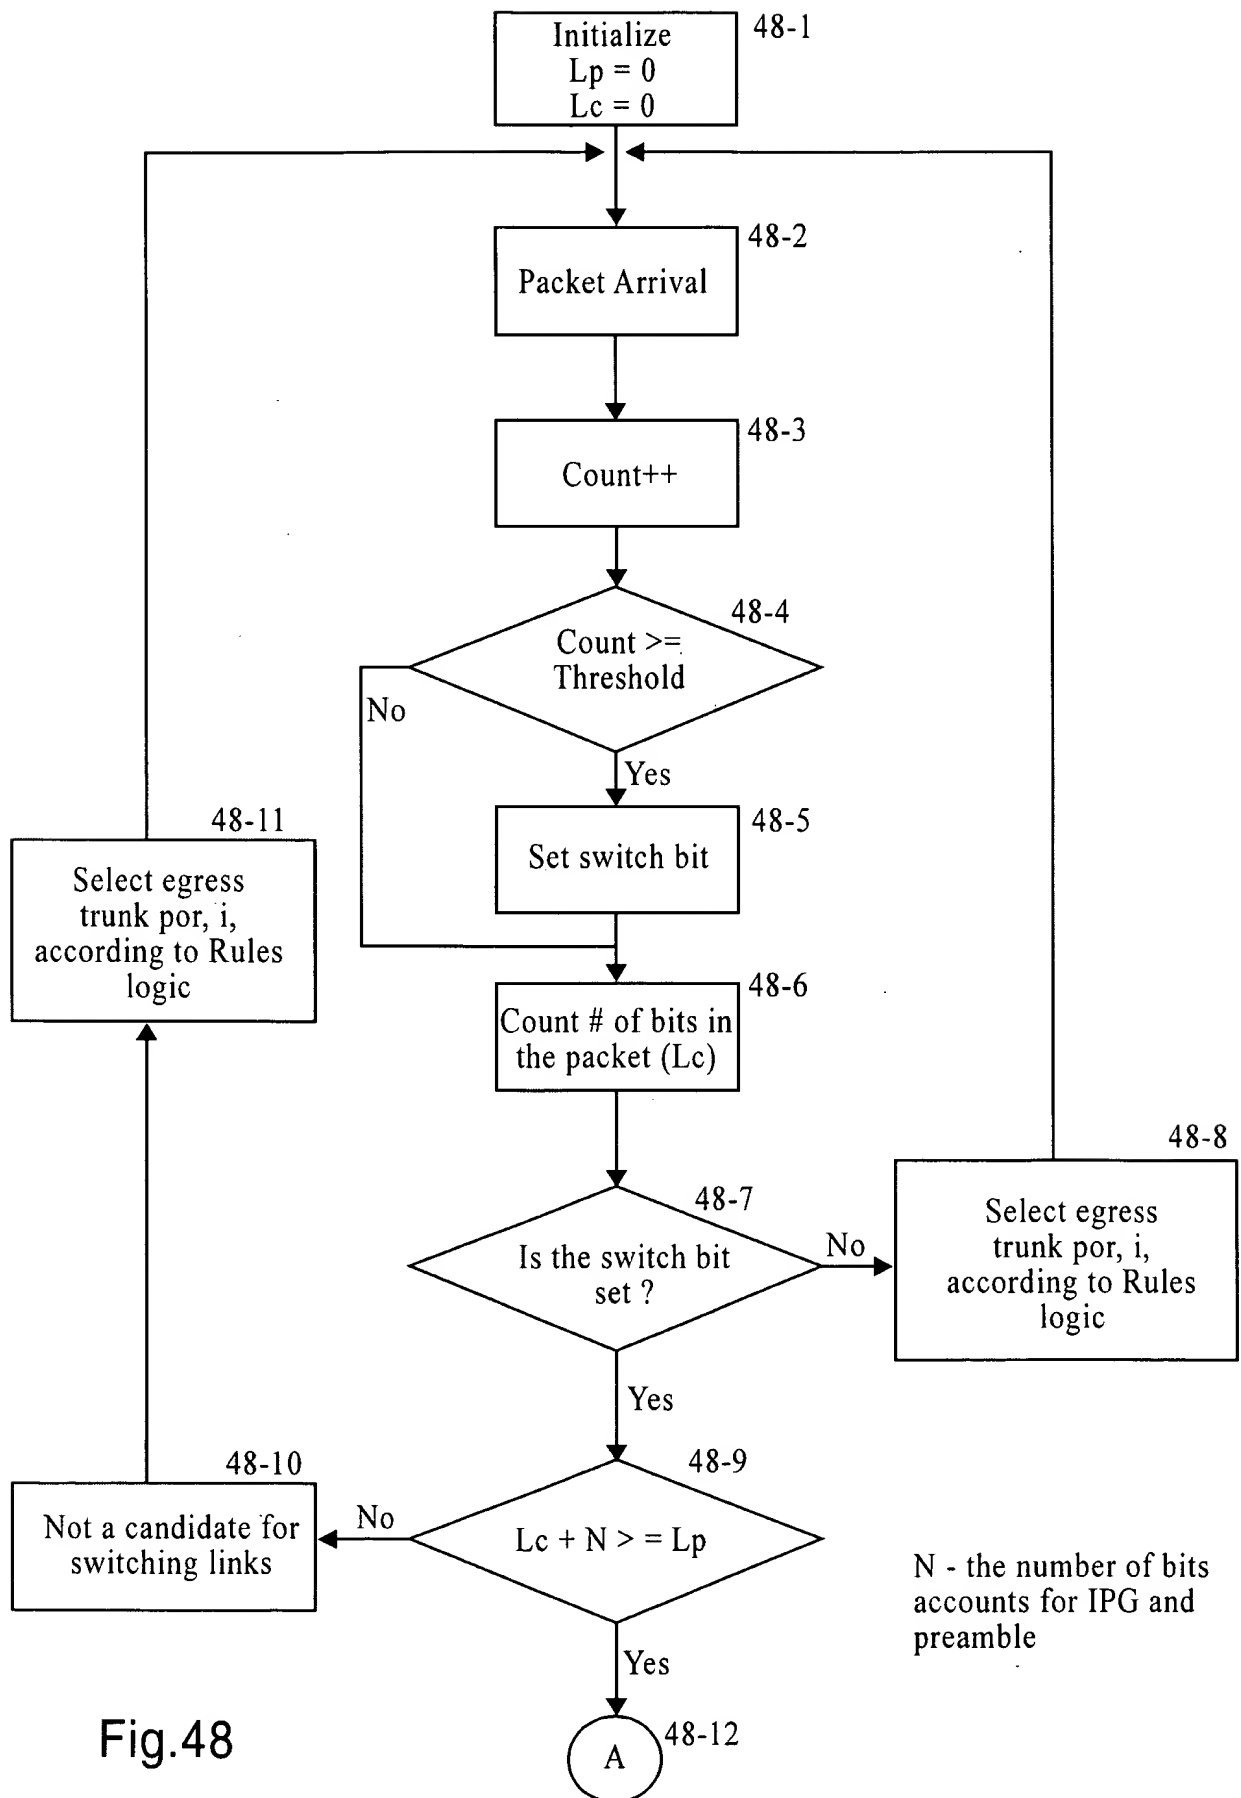 48-1
Initialize
Lp = 0
Lc = 0
48-2
Packet Arrival
48-3
Count++
48-4
Count >=
Threshold
No
Yes
48-5
Set switch bit
48-11
Select egress
trunk por, i,
according to Rules
logic
48-6
Count # of bits in
the packet (Lc)
48-7
Is the switch bit
set ?
No
48-8
Select egress
trunk por, i,
according to Rules
logic
Yes
48-9
Lc + N > = Lp
No
48-10
Not a candidate for
switching links
N - the number of bits
accounts for IPG and
preamble
Yes
48-12
A
Fig.48